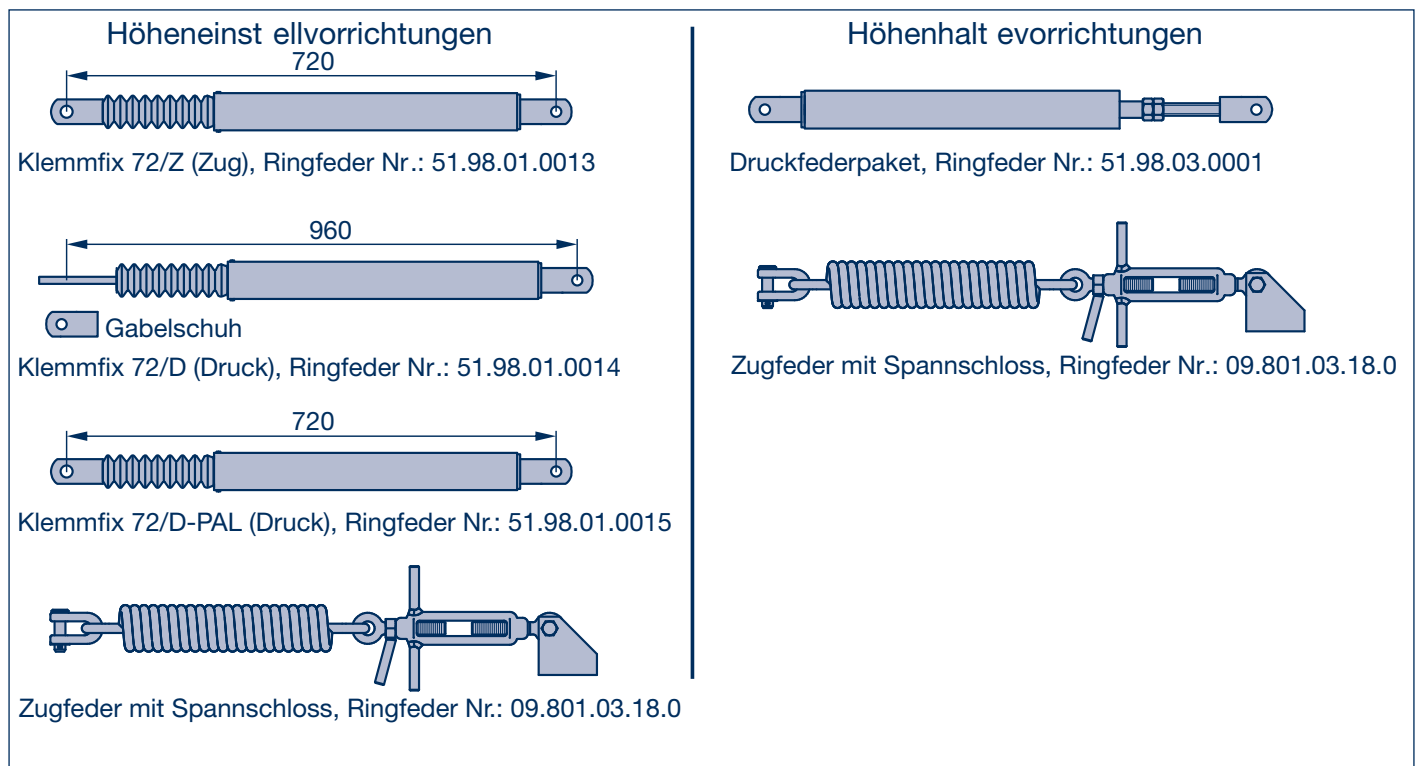 Höheneinst ellvorrichtungen
720
Klemmfix 72/Z (Zug), Ringfeder Nr.: 51.98.01.0013
960
Gabelschuh
Klemmfix 72/D (Druck), Ringfeder Nr.: 51.98.01.0014
720
Klemmfix 72/D-PAL (Druck), Ringfeder Nr.: 51.98.01.0015
Zugfeder mit Spannschloss, Ringfeder Nr.: 09.801.03.18.0
Höhenhalt evorrichtungen
Druckfederpaket, Ringfeder Nr.: 51.98.03.0001
Zugfeder mit Spannschloss, Ringfeder Nr.: 09.801.03.18.0